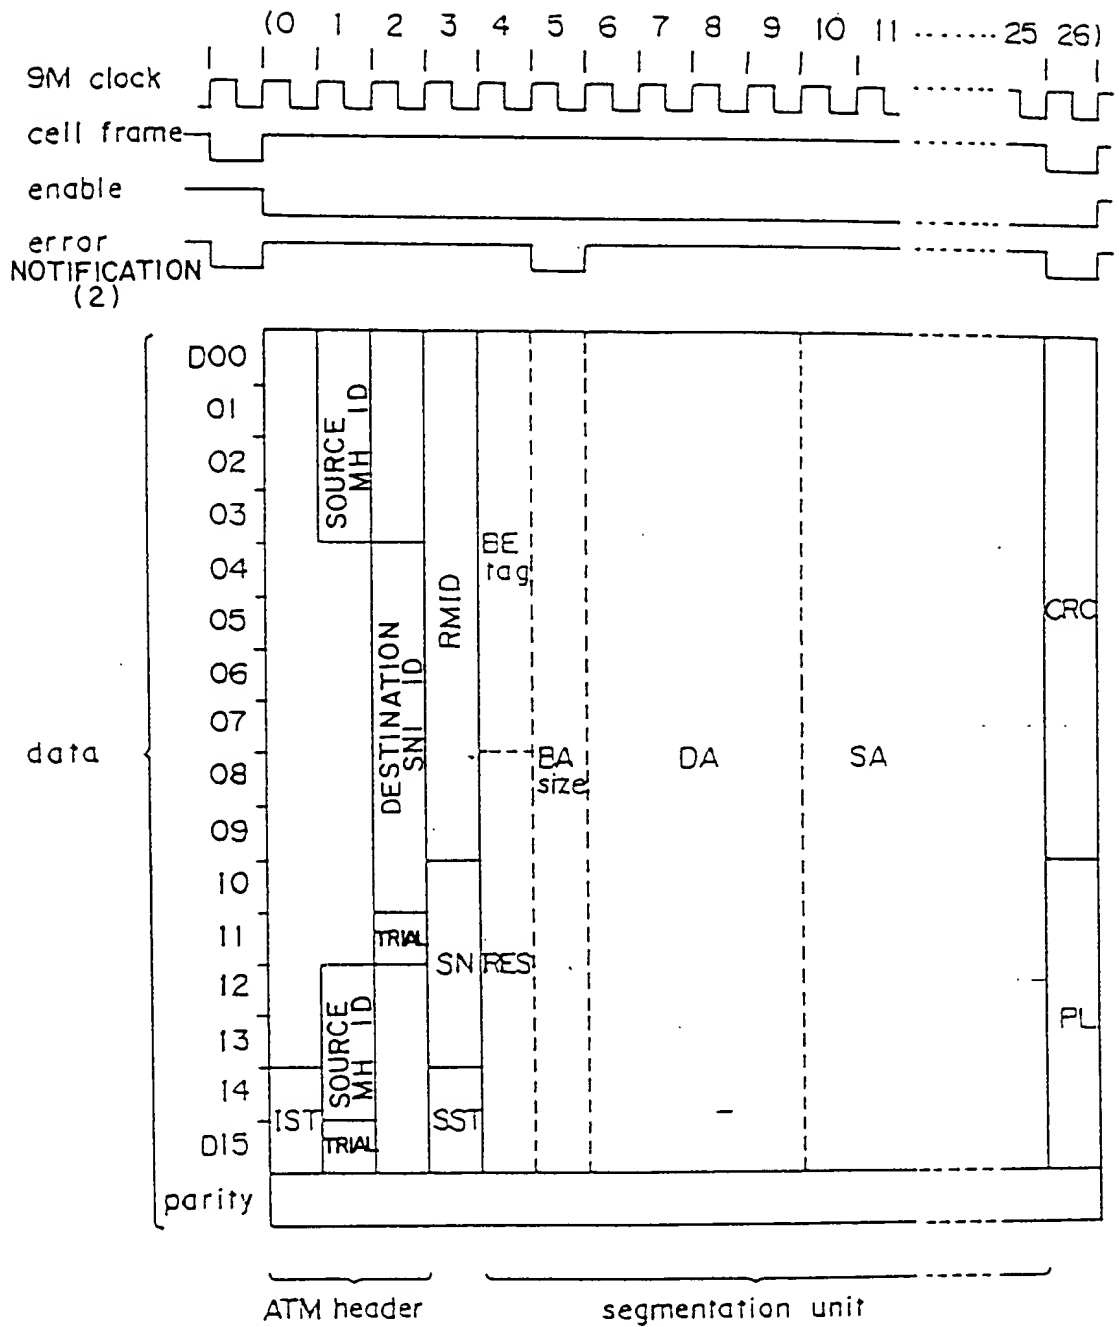 (0 1 2 3 4 5 6 7 8 9 10 11 ....... 25 26)
9M clock
cell frame
enable
error
NOTIFICATION
(2)
data
D00
01
02
03
04
05
06
07
08
09
10
11
12
13
14
D15
parity
SOURCE
MH ID
DESTINATION
SNI ID
TRIAL
SOURCE
MH ID
IST
TRIAL
RMID
SN
SST
BE
tag
RES
BA
size
DA
SA
CRC
PL
ATM header
segmentation unit